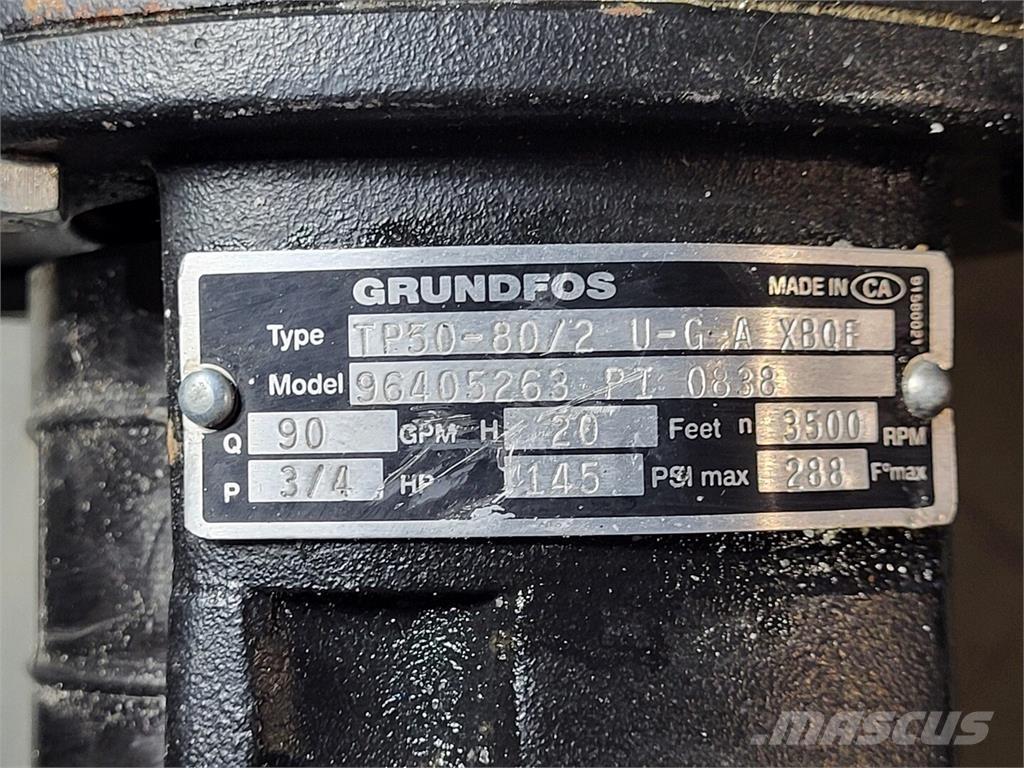 GRUNDFOS MADE IN CA
Type TP50-80/2 U-G-A XBQE
Model 96405263 P1 0838
Q 90 GPM H 20 Feet n 3500 RPM
P 3/4 HP 145 PSI max 288 F°max
MASCUS